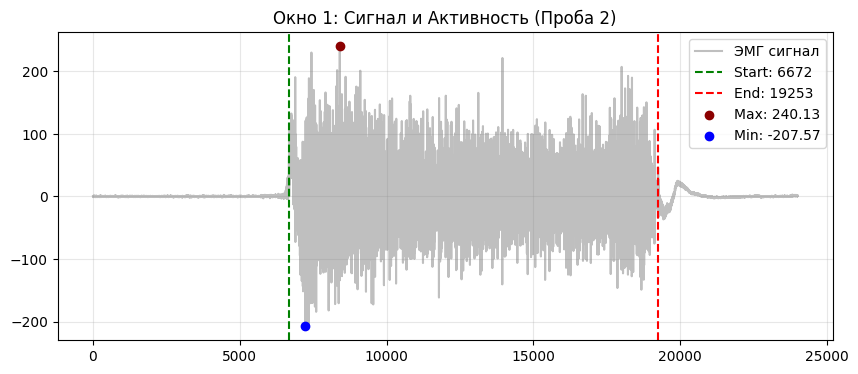 Окно 1: Сигнал и Активность (Проба 2)
ЭМГ сигнал
Start: 6672
End: 19253
Max: 240.13
Min: -207.57
200
100
0
−100
−200
0
5000
10000
15000
20000
25000